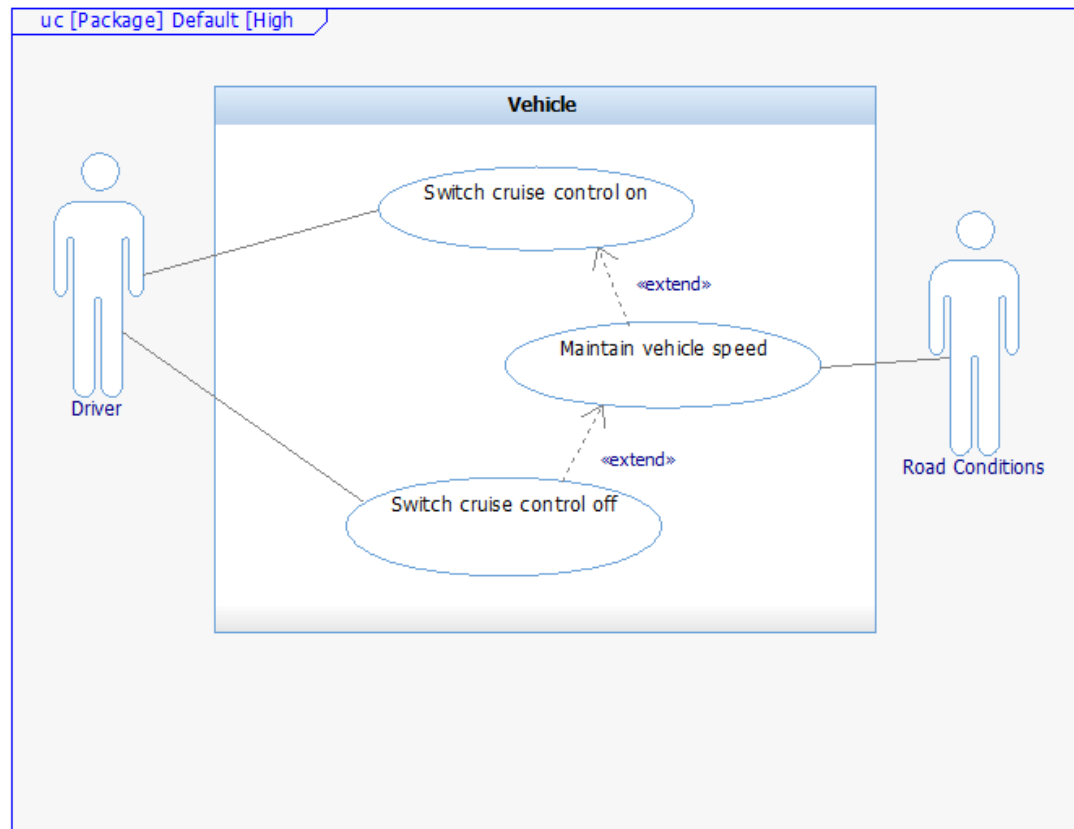 uc [Package] Default [High
Vehicle
Switch cruise control on
«extend»
Maintain vehicle speed
Driver
«extend»
Road Conditions
Switch cruise control off